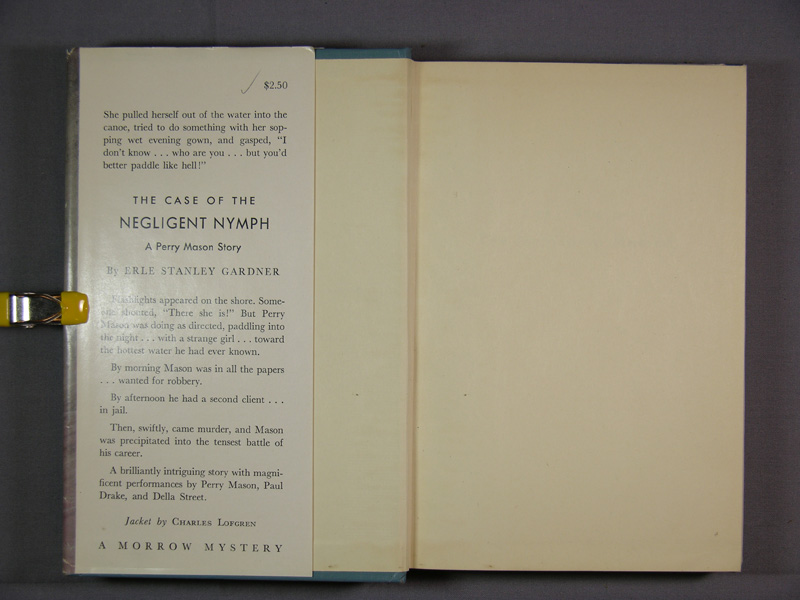 $2.50
She pulled herself out of the water into the
canoe, tried to do something with her sop-
ping wet evening gown, and gasped, "I
don't know . . . who are you . . . but you'd
better paddle like hell!"
THE CASE OF THE
NEGLIGENT NYMPH
A Perry Mason Story
By ERLE STANLEY GARDNER
Flashlights appeared on the shore. Some-
one shouted, "There she is!" But Perry
Mason was doing as directed, paddling into
the night . . . with a strange girl . . . toward
the hottest water he had ever known.
By morning Mason was in all the papers
. . . wanted for robbery.
By afternoon he had a second client . . .
in jail.
Then, swiftly, came murder, and Mason
was precipitated into the tensest battle of
his career.
A brilliantly intriguing story with magni-
ficent performances by Perry Mason, Paul
Drake, and Della Street.
Jacket by CHARLES LOFGREN
A MORROW MYSTERY